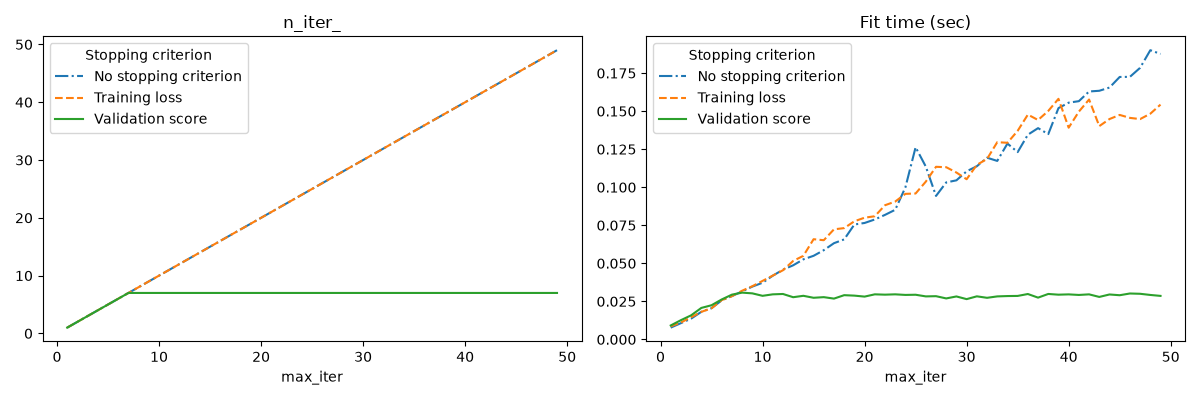 n_iter_
50
40
30
20
10
0
Stopping criterion
No stopping criterion
Training loss
Validation score
0 10 20 30 40 50
max_iter
Fit time (sec)
0.175
0.150
0.125
0.100
0.075
0.050
0.025
0.000
Stopping criterion
No stopping criterion
Training loss
Validation score
0 10 20 30 40 50
max_iter